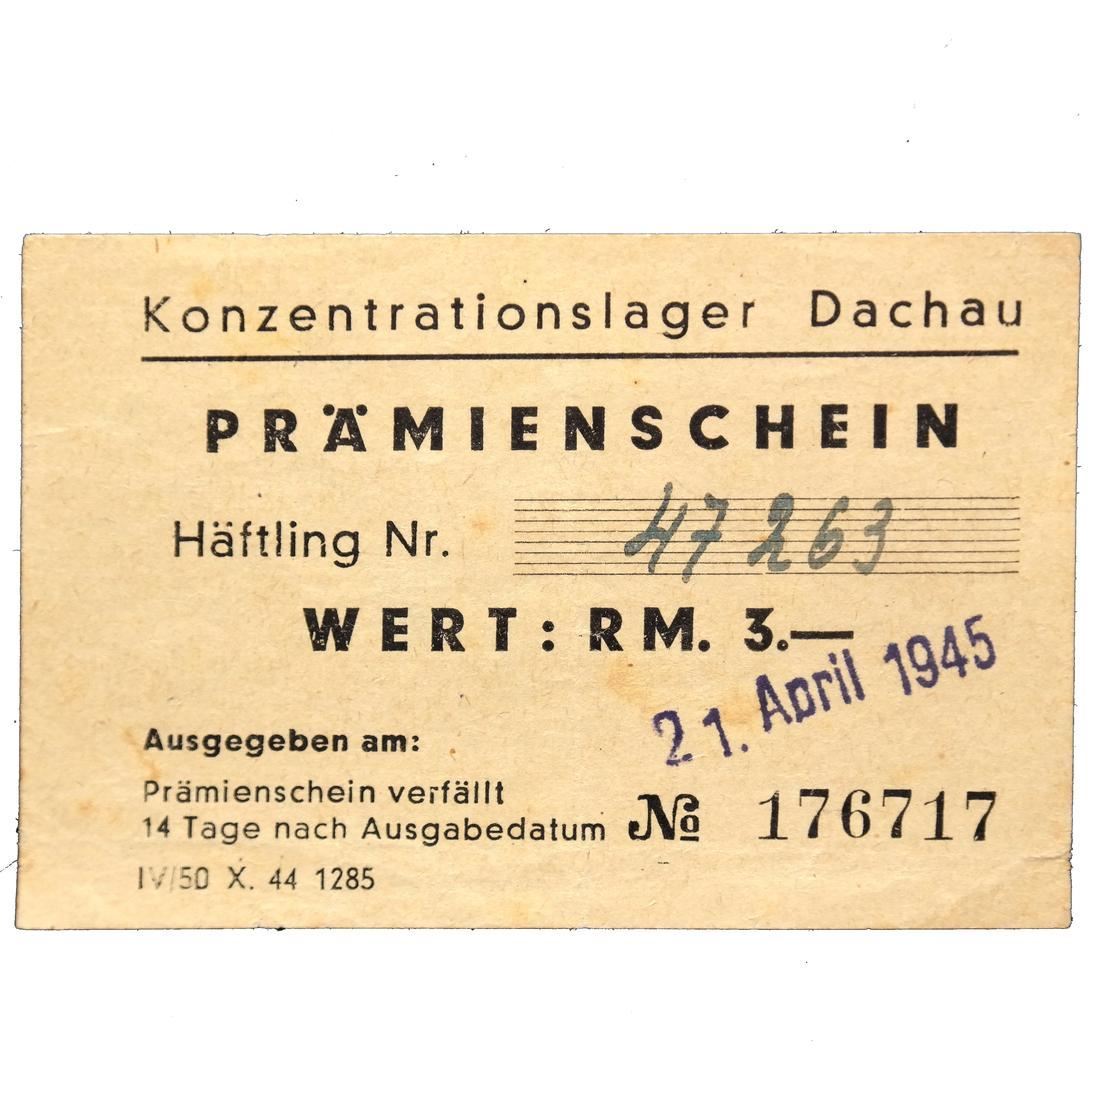 Konzentrationslager Dachau
PRÄMIENSCHEIN
Häftling Nr. 47263
WERT: RM. 3.—
21. April 1945
Ausgegeben am:
Prämienschein verfällt
14 Tage nach Ausgabedatum № 176717
IV/50 X. 44 1285